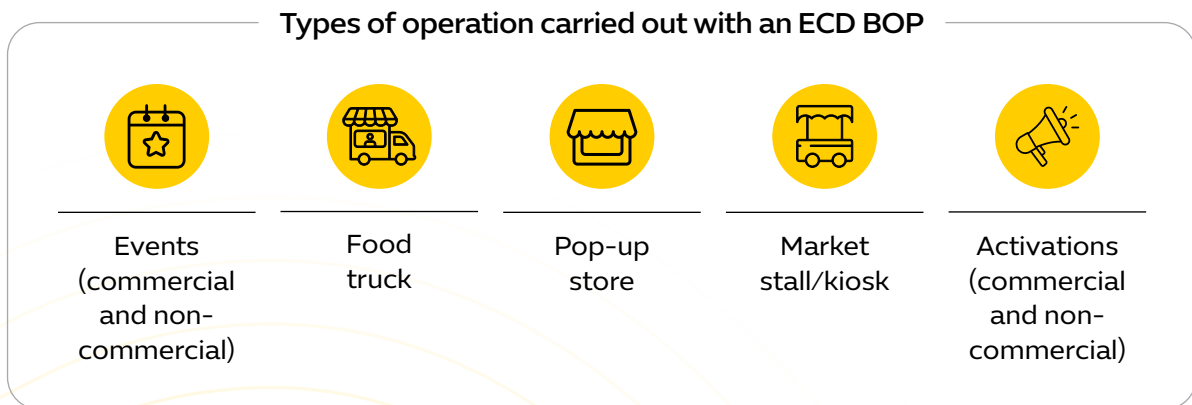 Types of operation carried out with an ECD BOP
Events
(commercial
and non-
commercial)
Food
truck
Pop-up
store
Market
stall/kiosk
Activations
(commercial
and non-
commercial)